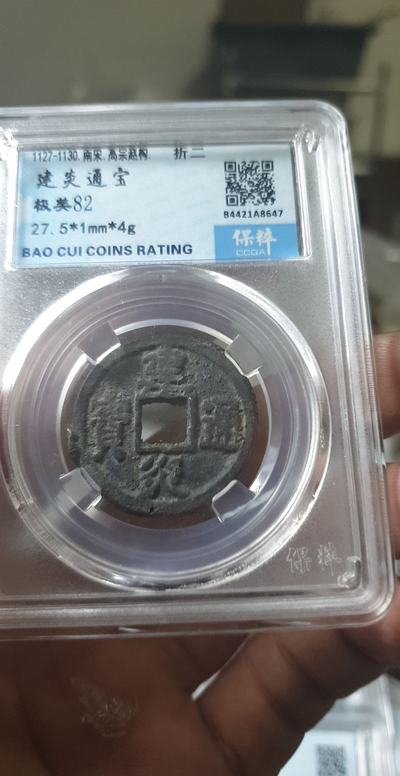 1127-1130. 南宋. 高宗赵构. 折二
建炎通宝
极美82
27.5*1mm*4g
B4421A8647
BAO CUI COINS RATING
保粹
CCGA
建
寳 通
炎
保粹